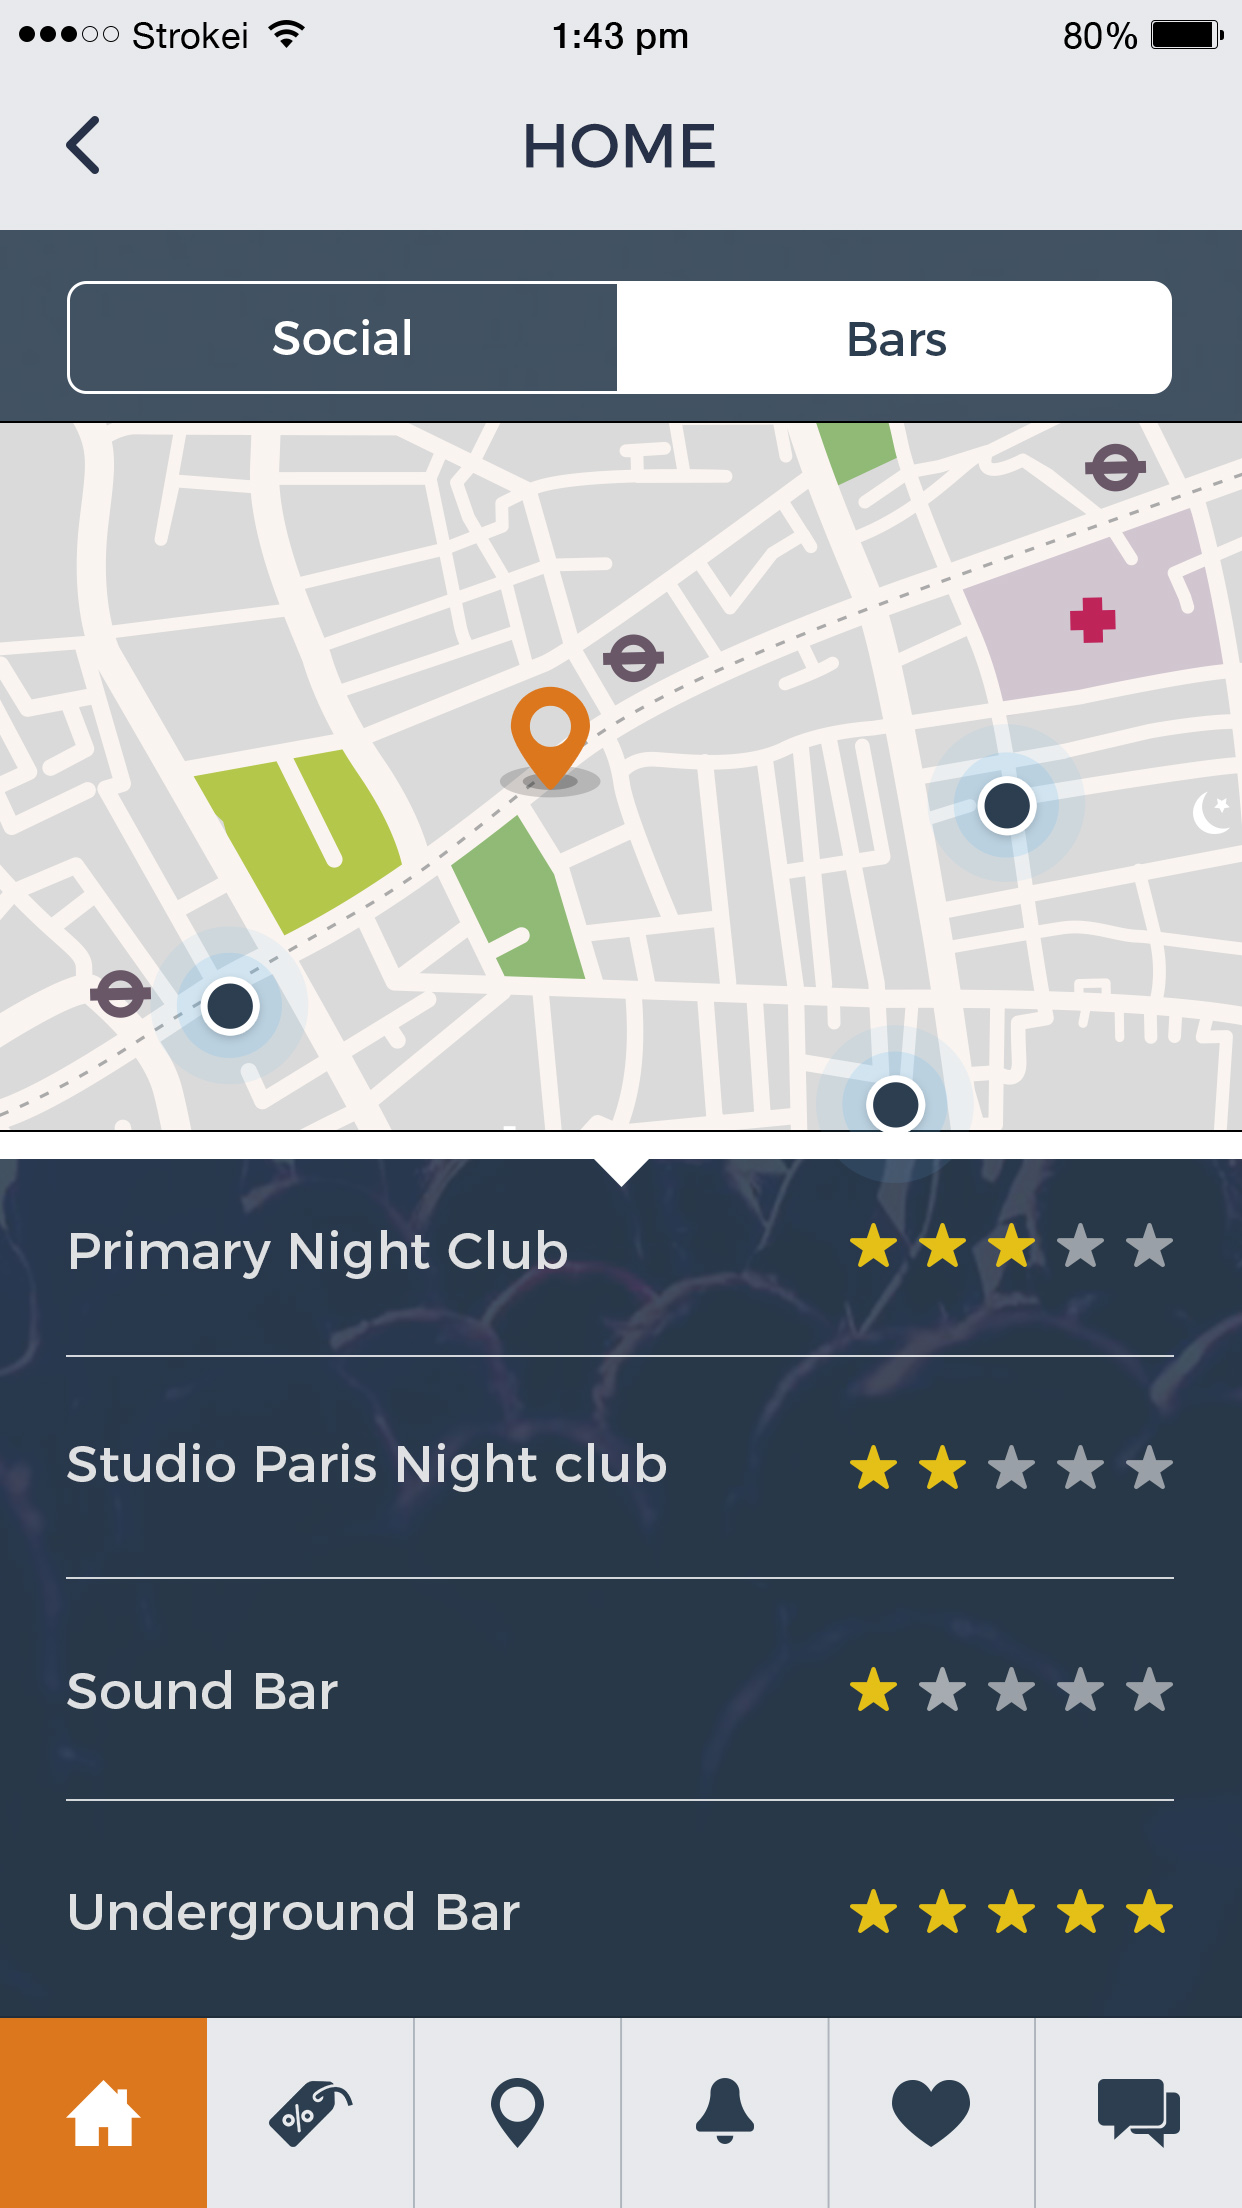 Strokei 1:43 pm 80%
HOME
Social Bars
Primary Night Club
Studio Paris Night club
Sound Bar
Underground Bar
%